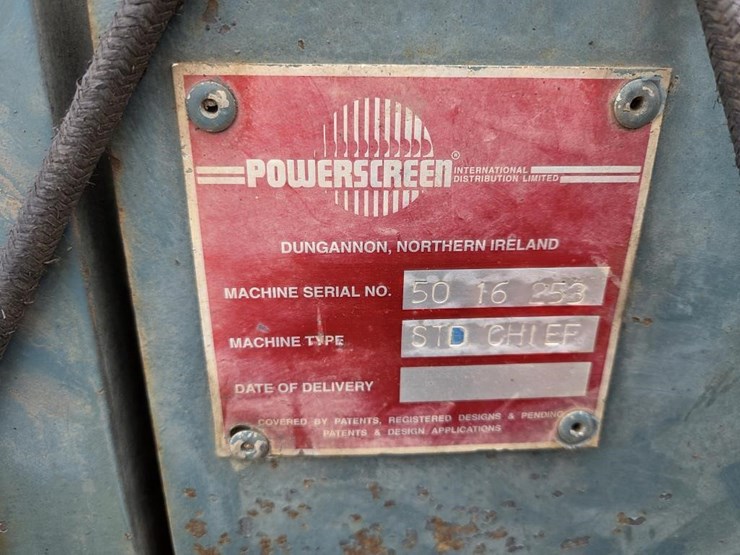 POWERSCREEN® INTERNATIONAL
DISTRIBUTION LIMITED
DUNGANNON, NORTHERN IRELAND
MACHINE SERIAL NO. 50 16 253
MACHINE TYPE STD CHIEF
DATE OF DELIVERY
COVERED BY PATENTS, REGISTERED DESIGNS & PENDING
PATENTS & DESIGN APPLICATIONS